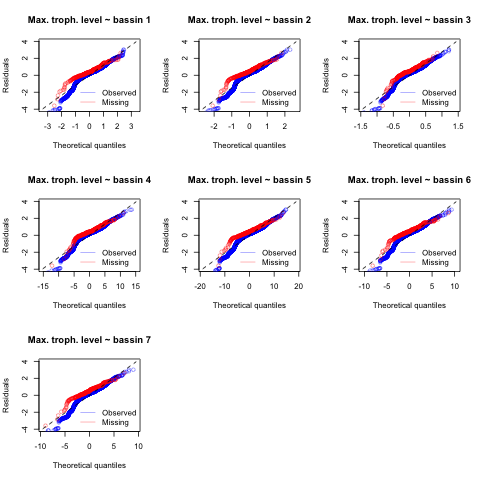 Max. troph. level ~ bassin 1
Residuals
4
2
0
-2
-4
Observed
Missing
-3 -2 -1 0 1 2 3
Theoretical quantiles
Max. troph. level ~ bassin 2
Residuals
4
2
0
-2
-4
Observed
Missing
-2 -1 0 1 2
Theoretical quantiles
Max. troph. level ~ bassin 3
Residuals
4
2
0
-2
-4
Observed
Missing
-1.5 -0.5 0.5 1.5
Theoretical quantiles
Max. troph. level ~ bassin 4
Residuals
4
2
0
-2
-4
Observed
Missing
-15 -5 0 5 10 15
Theoretical quantiles
Max. troph. level ~ bassin 5
Residuals
4
2
0
-2
-4
Observed
Missing
-20 -10 0 10 20
Theoretical quantiles
Max. troph. level ~ bassin 6
Residuals
4
2
0
-2
-4
Observed
Missing
-10 -5 0 5 10
Theoretical quantiles
Max. troph. level ~ bassin 7
Residuals
4
2
0
-2
-4
Observed
Missing
-10 -5 0 5 10
Theoretical quantiles